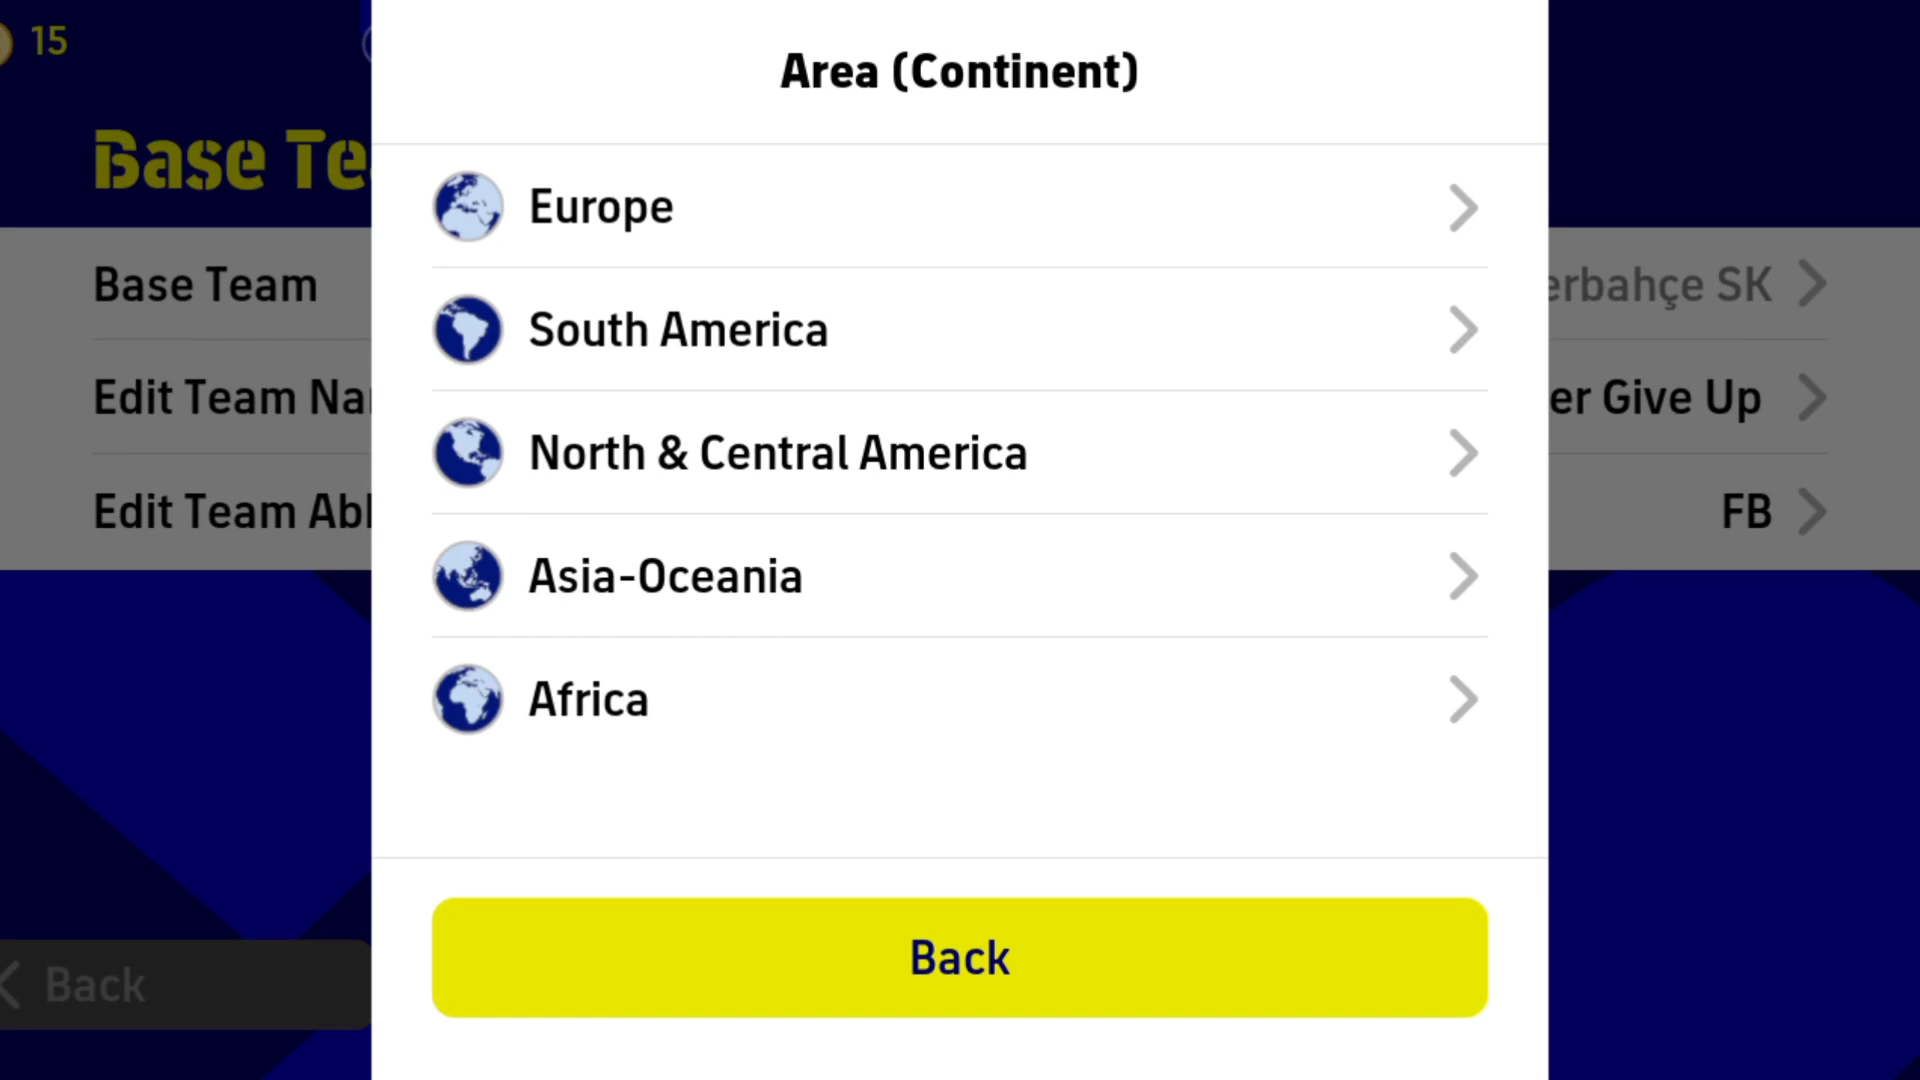 15
Area (Continent)
Base Te
Europe
South America
North & Central America
Asia-Oceania
Africa
Back
Base Team
erbahçe SK
Edit Team Na
er Give Up
Edit Team Ab
FB
Back